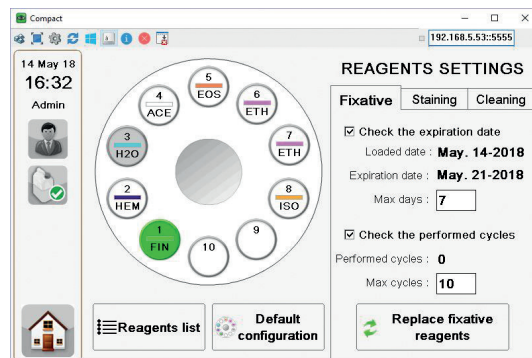 Compact
192.168.5.53::5555
14 May 18
16:32
Admin
5
EOS
4
ACE
6
ETH
3
H2O
7
ETH
2
HEM
8
ISO
1
FIN
10
9
Reagents list
Default
configuration
REAGENTS SETTINGS
Fixative Staining Cleaning
Check the expiration date
Loaded date : May. 14-2018
Expiration date : May. 21-2018
Max days : 7
Check the performed cycles
Performed cycles : 0
Max cycles : 10
Replace fixative
reagents